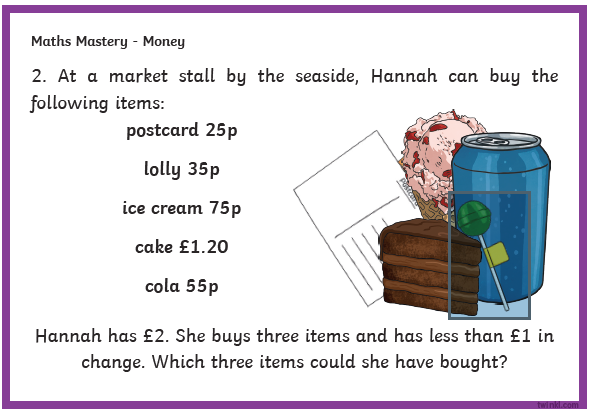 Maths Mastery - Money
2. At a market stall by the seaside, Hannah can buy the
following items:
postcard 25p
lolly 35p
ice cream 75p
cake £1.20
cola 55p
Postcard
Hannah has £2. She buys three items and has less than £1 in
change. Which three items could she have bought?
twinkl.com